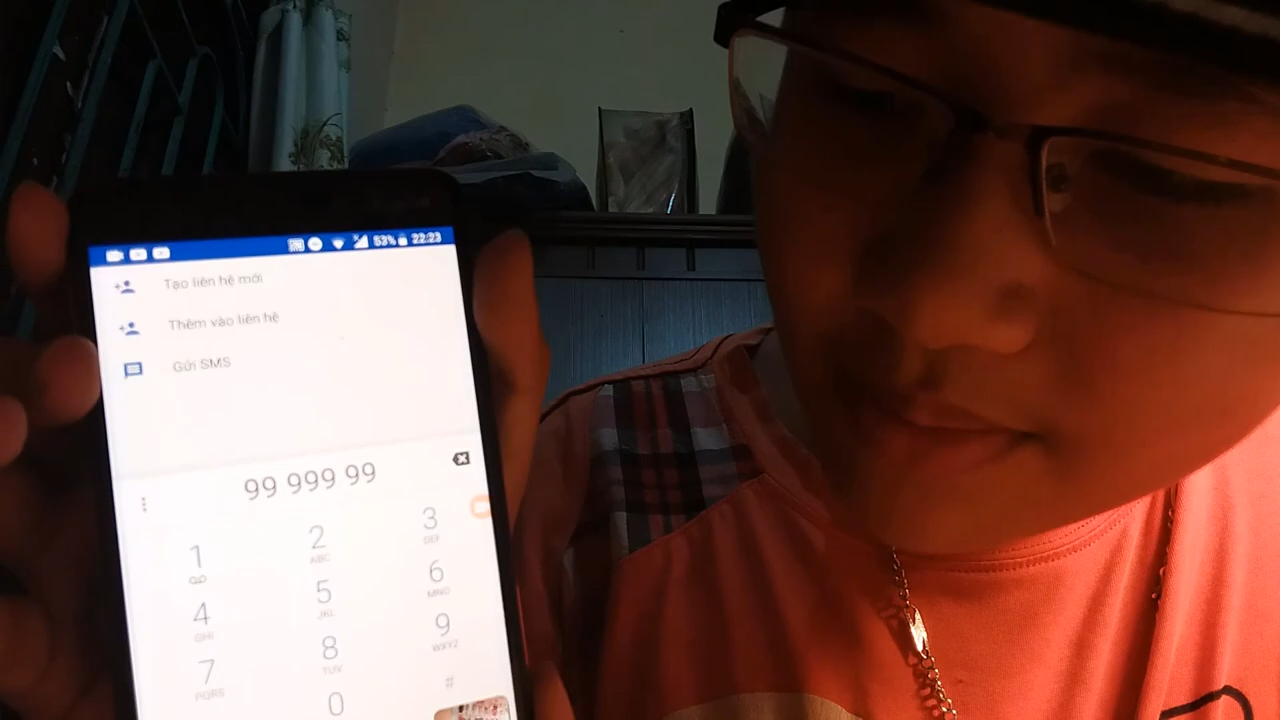 53% 22:23
Tạo liên hệ mới
Thêm vào liên hệ
Gửi SMS
99 999 99
1 2 3
ABC DEF
4 5 6
GHI JKL MNO
7 8 9
PQRS TUV WXYZ
0 #